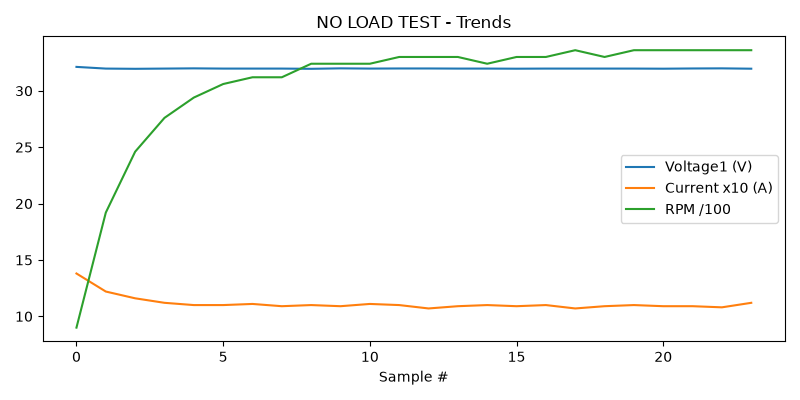 NO LOAD TEST - Trends
30
25
20
15
10
Voltage1 (V)
Current x10 (A)
RPM /100
0 5 10 15 20
Sample #